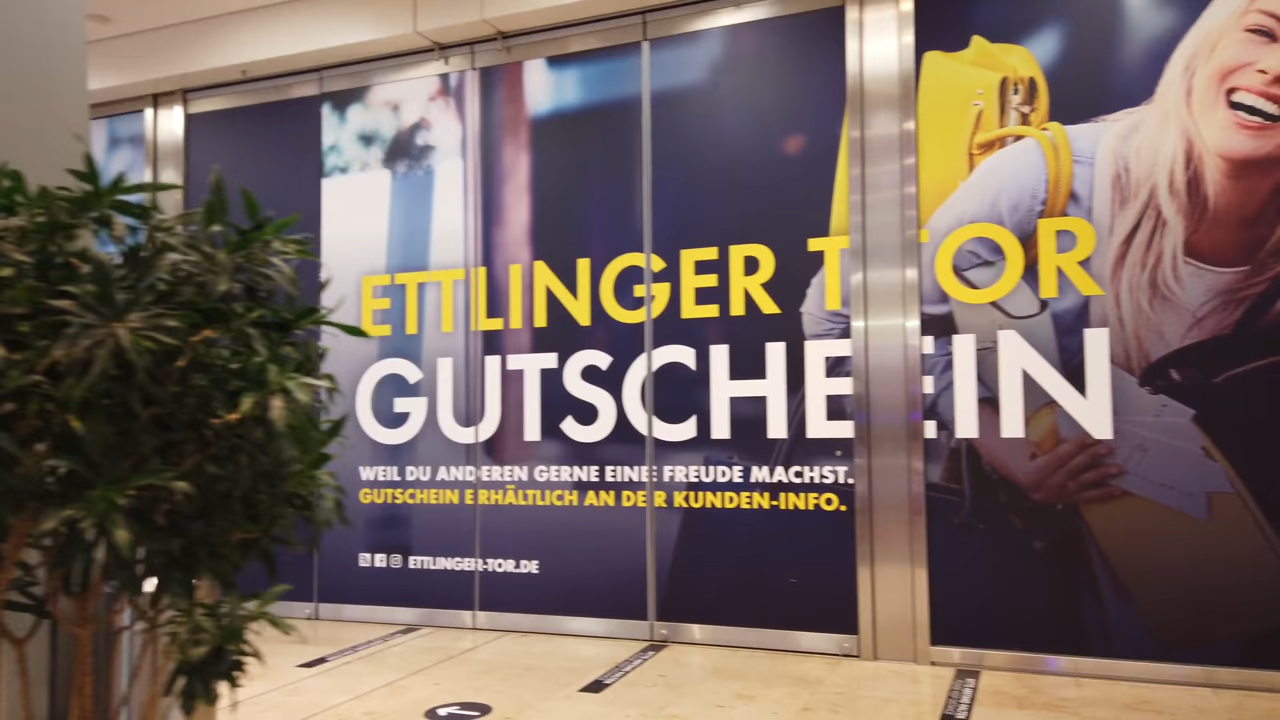 ETTLINGER TOR
GUTSCHEIN
WEIL DU ANDEREN GERNE EINE FREUDE MACHST.
GUTSCHEIN ERHÄLTLICH AN DER KUNDEN-INFO.
ETTLINGER-TOR.DE